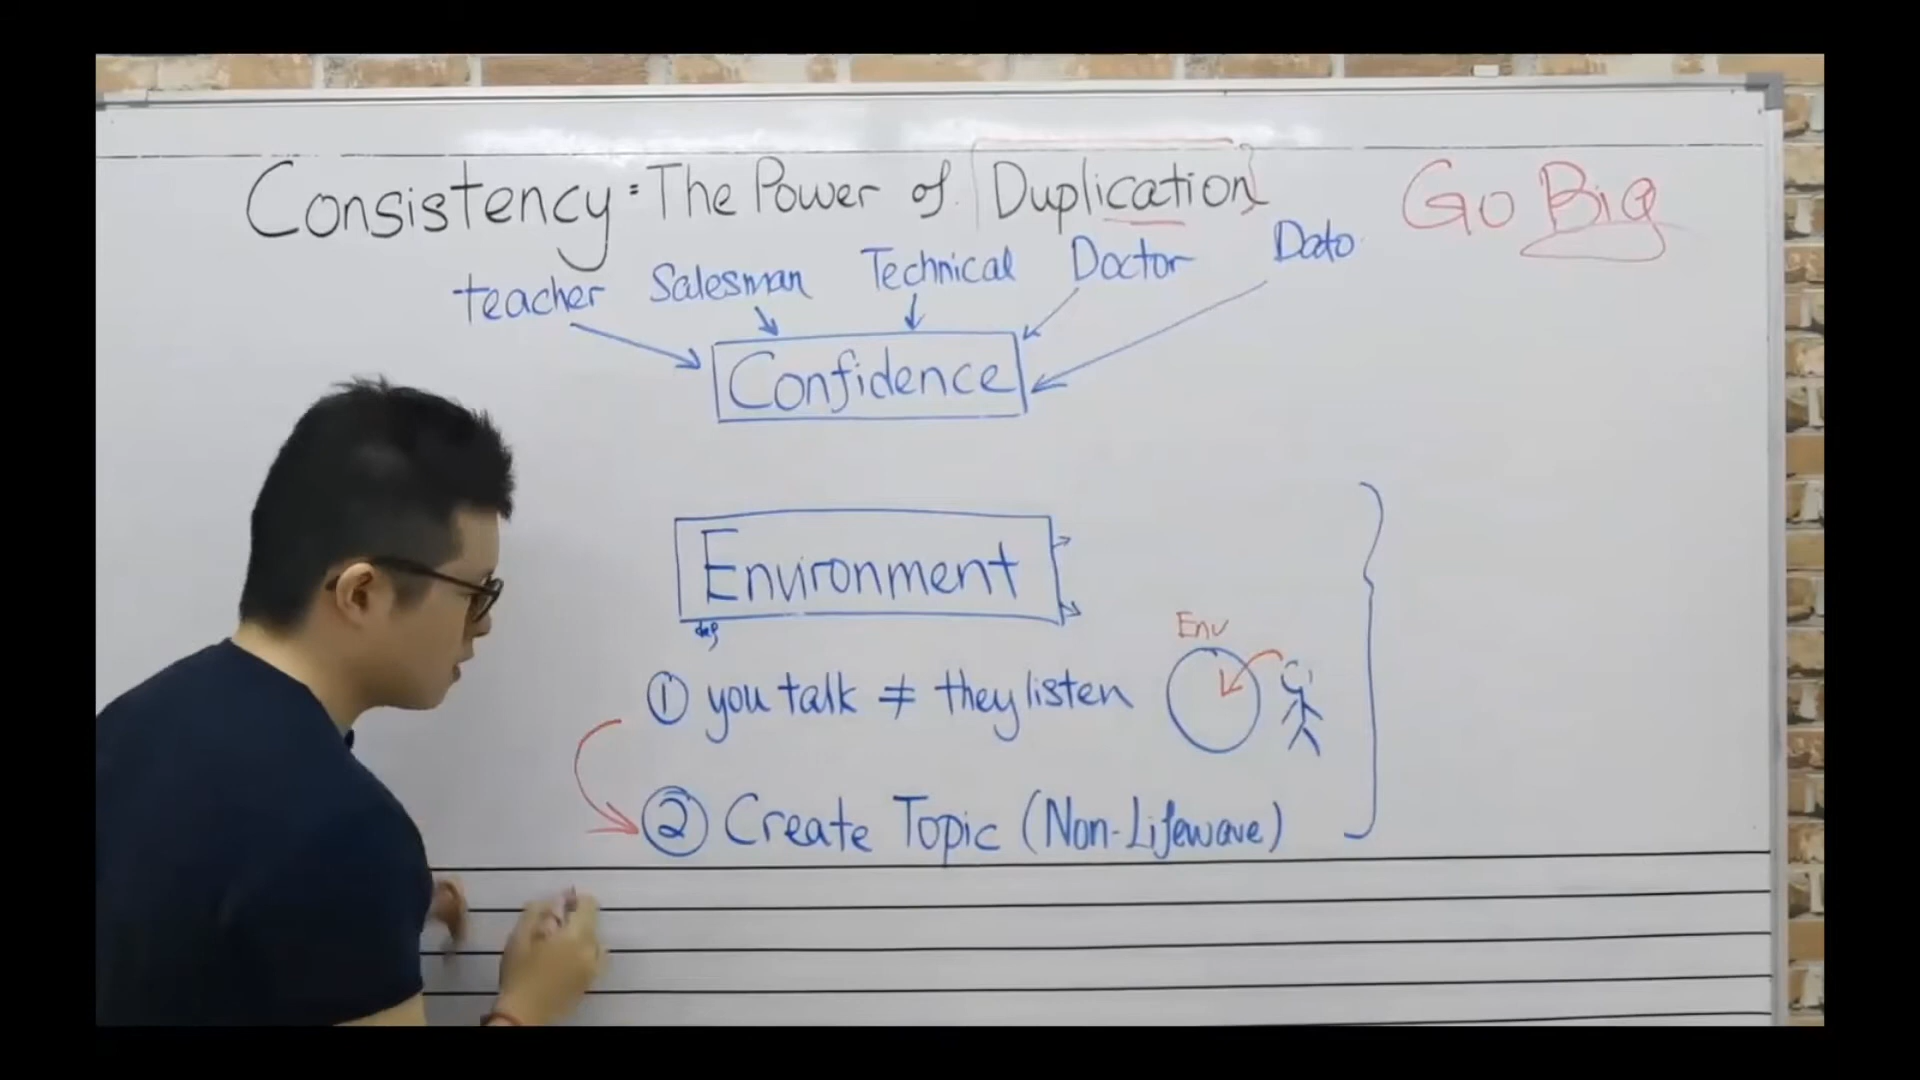 Consistency: The Power of Duplication
Go Big
teacher Salesman Technical Doctor Dato
Confidence
Environment
Env
① you talk ≠ they listen
② Create Topic (Non-Lifewave)